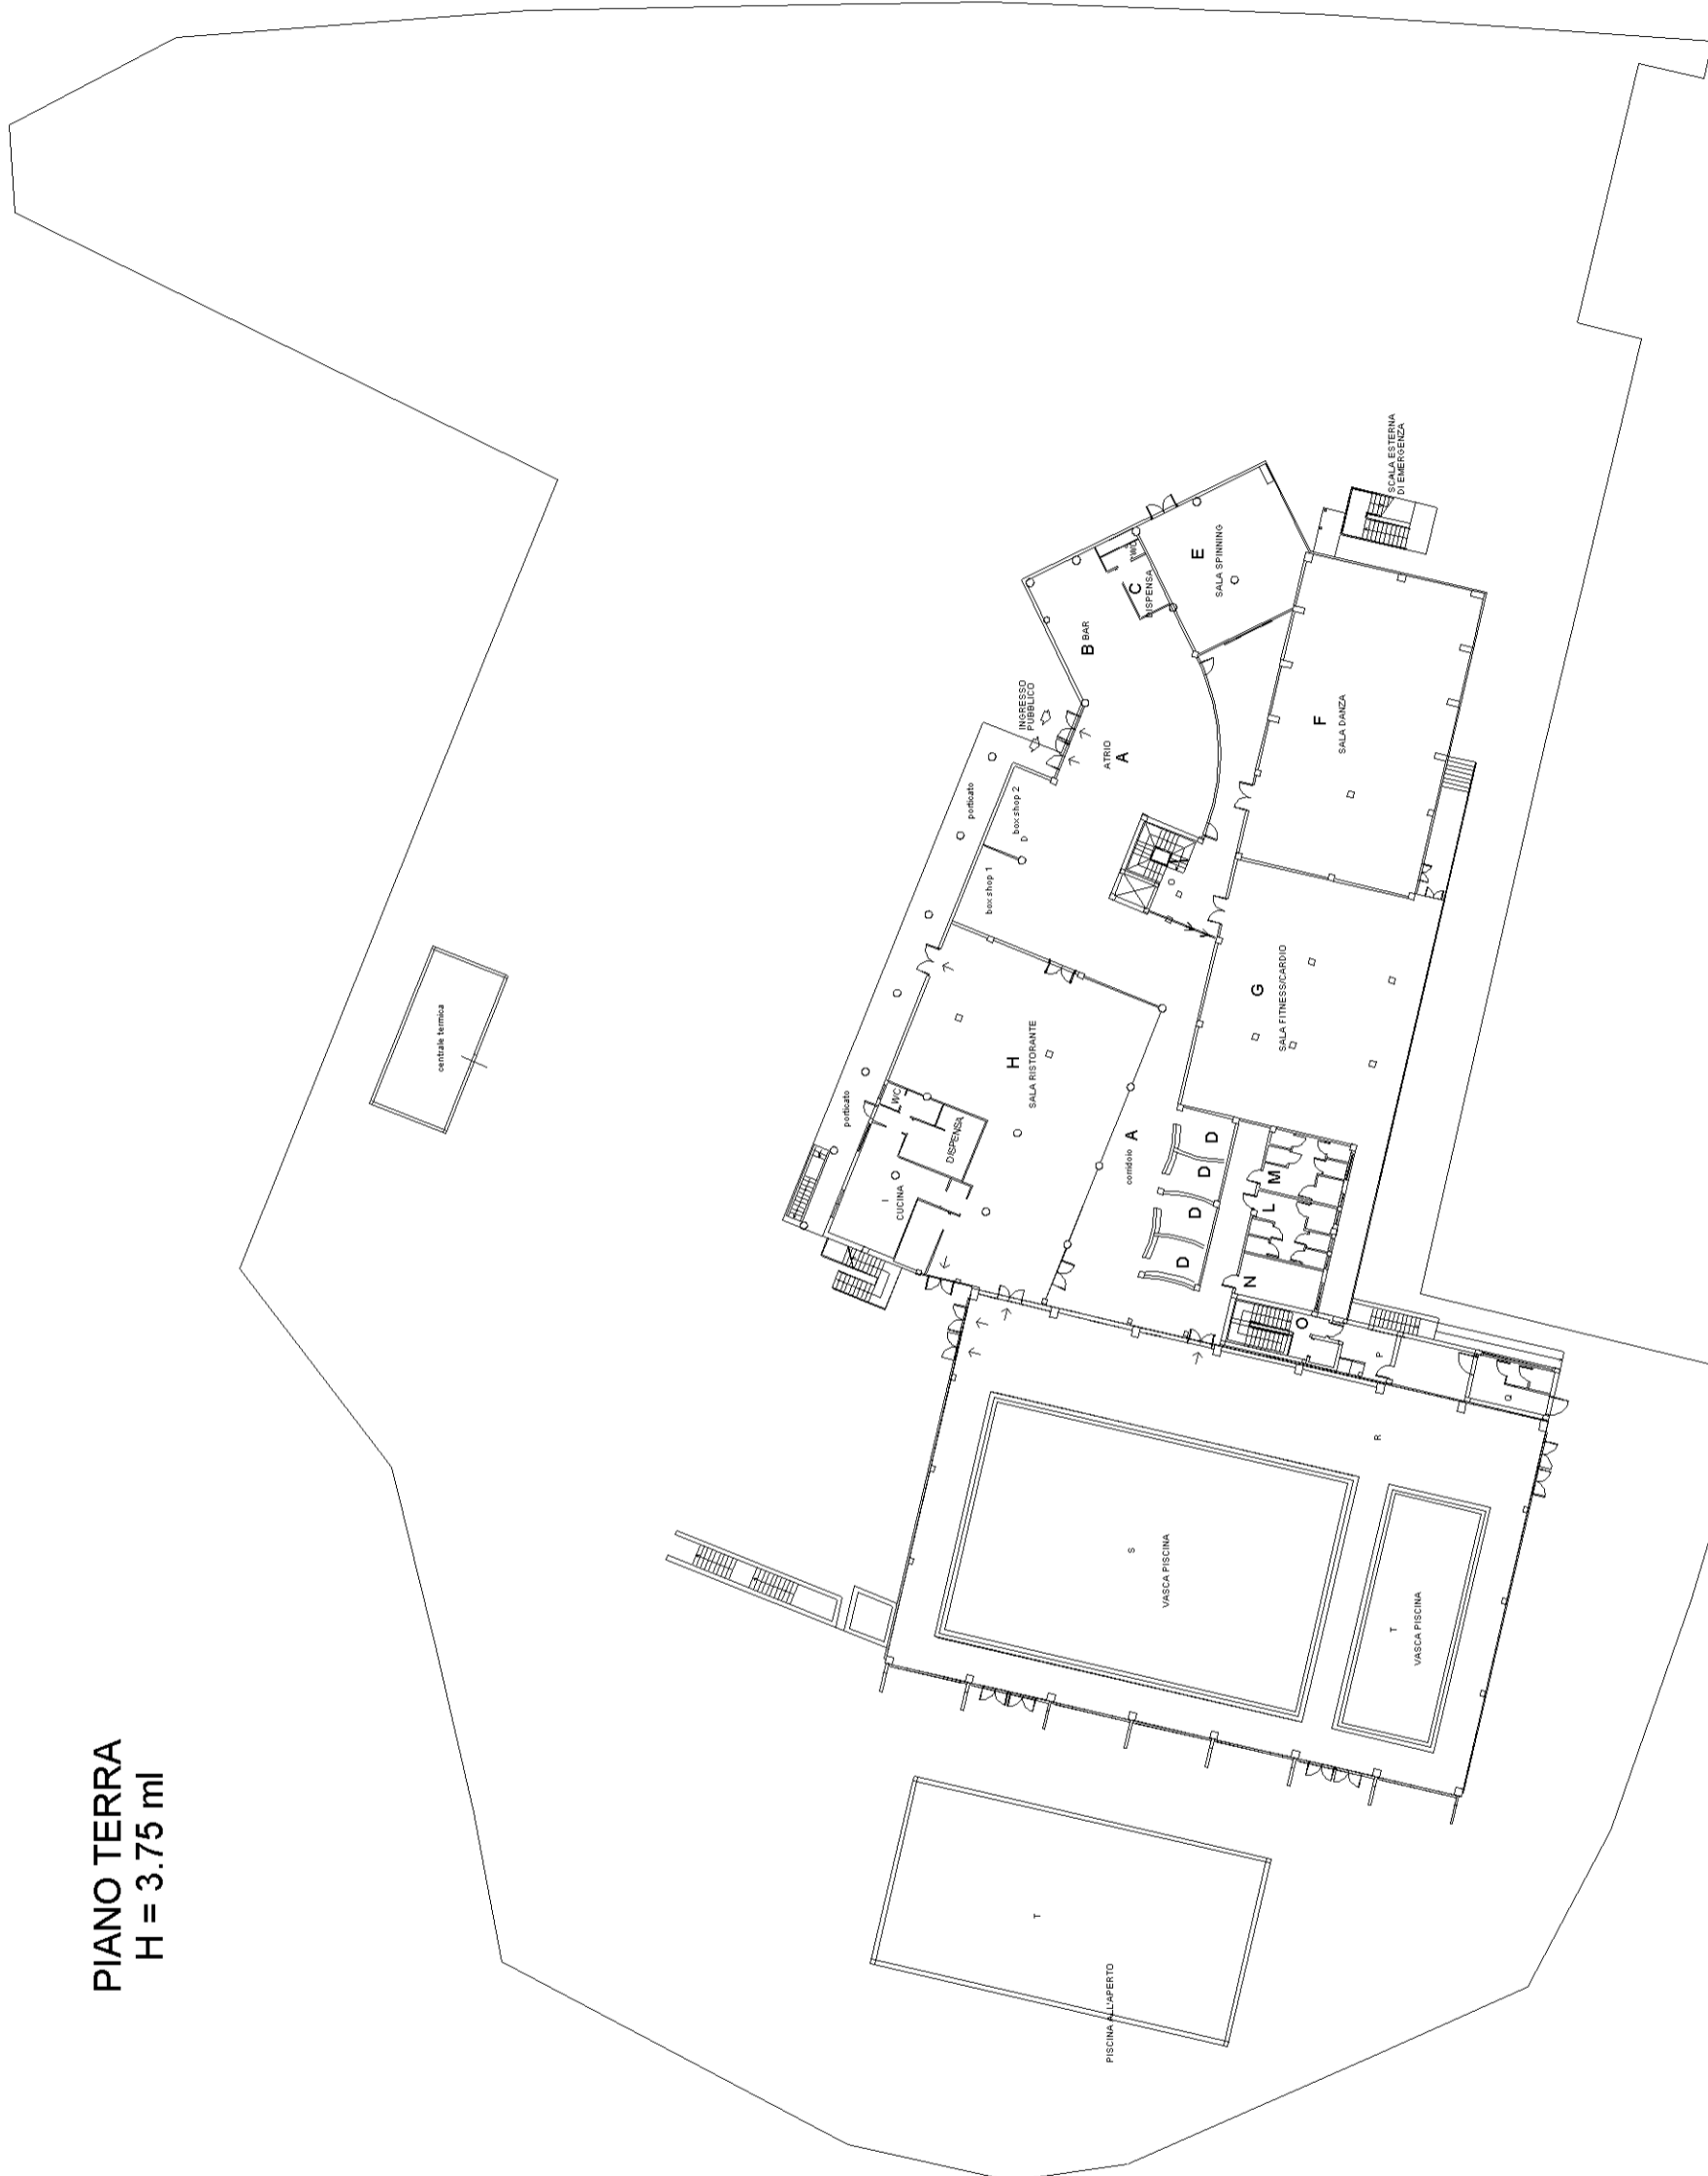 PIANO TERRA
H = 3.75 ml
SCALA ESTERNA
DI EMERGENZA
E
SALA SPINNING
WC
C
DISPENSA
B BAR
INGRESSO
PUBBLICO
ATRIO
A
F
SALA DANZA
porticato
box shop 2
D
box shop 1
G
SALA FITNESS/CARDIO
H
SALA RISTORANTE
centrale termica
porticato
WC
DISPENSA
I
CUCINA
corridoio A
D
D
D
D
M
L
N
O
P
Q
R
S
VASCA PISCINA
T
VASCA PISCINA
T
PISCINA ALL'APERTO